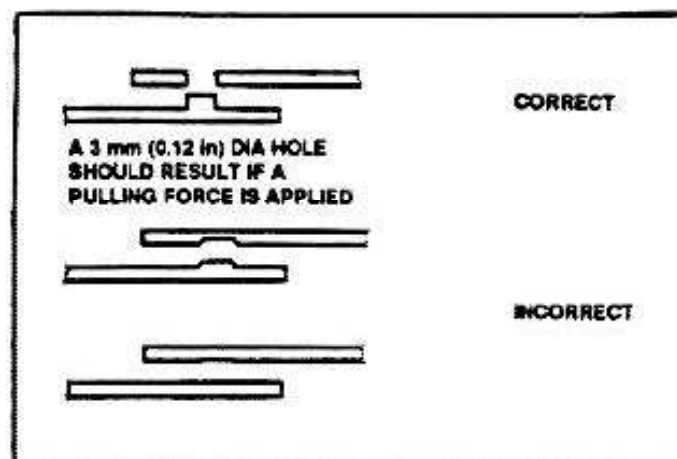 CORRECT
A 3 mm (0.12 in) DIA HOLE
SHOULD RESULT IF A
PULLING FORCE IS APPLIED
INCORRECT